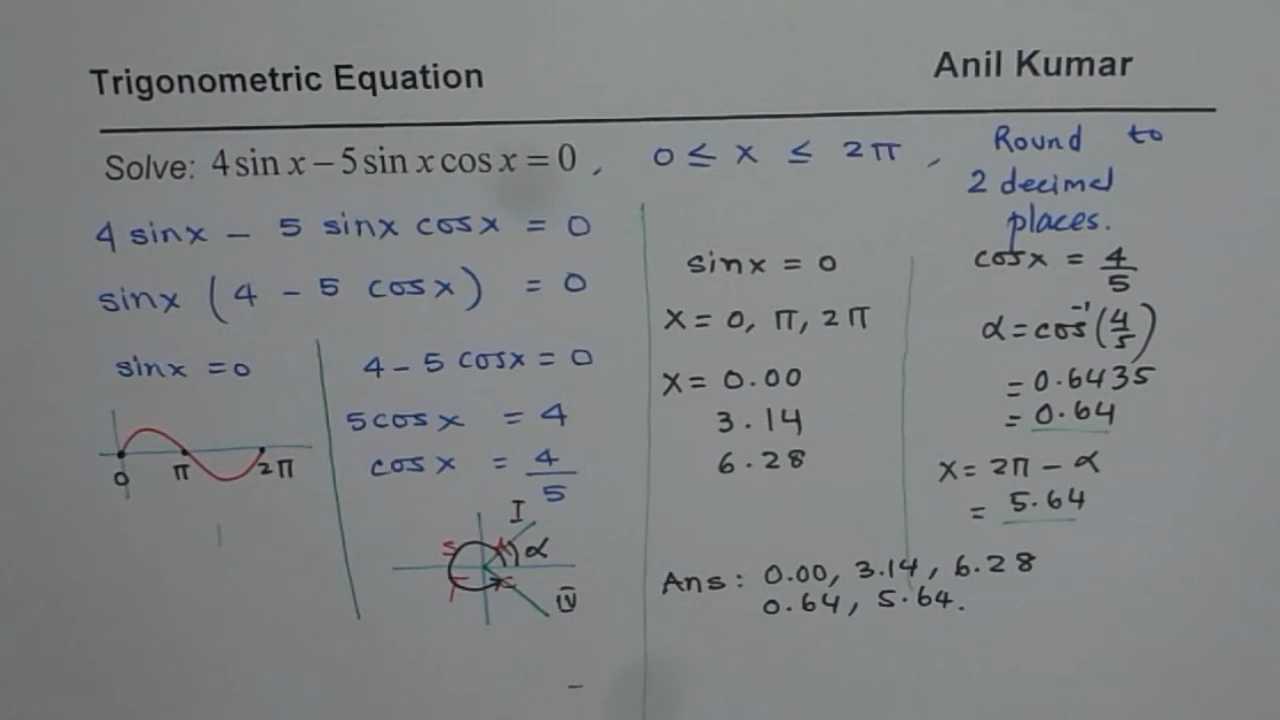 Trigonometric Equation
Anil Kumar
Solve: 4 sin x – 5 sin x cos x = 0 , 0 ≤ x ≤ 2π , Round to
2 decimal
places.
4 sinx – 5 sinx cosx = 0
sinx (4 – 5 cosx) = 0
sinx = 0
0
π
2π
4 – 5 cosx = 0
5 cosx = 4
cosx = 4/5
I
S
A
α
T
C
IV
sinx = 0
x = 0, π, 2π
x = 0.00
3.14
6.28
cosx = 4/5
α = cos⁻¹(4/5)
= 0.6435
= 0.64
x = 2π – α
= 5.64
Ans: 0.00, 3.14, 6.28
0.64, 5.64.